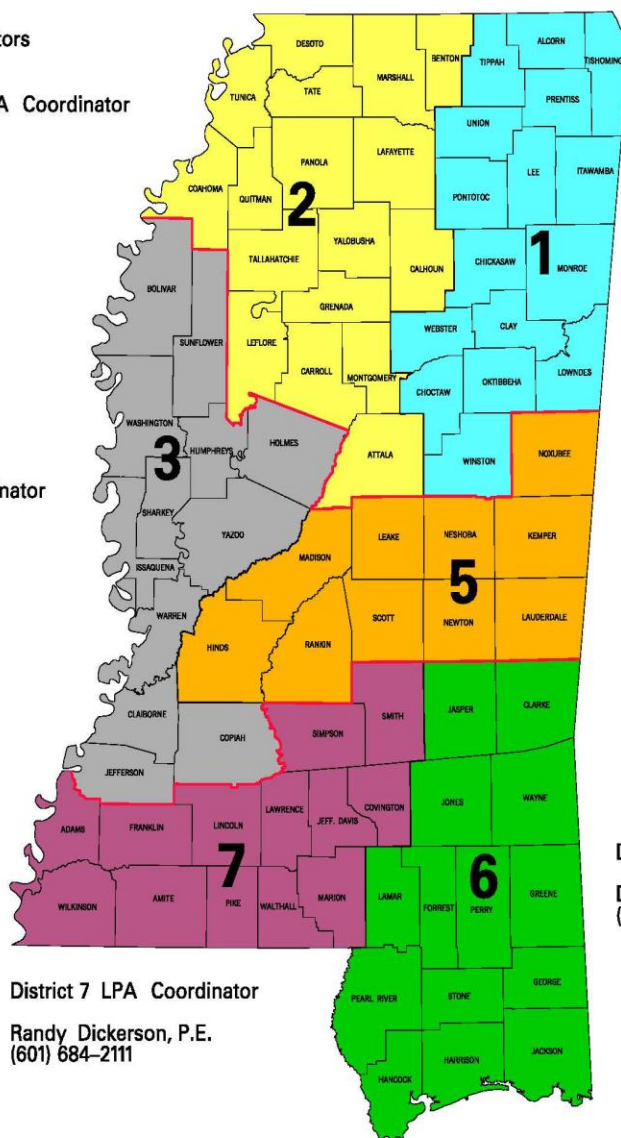 tors
A Coordinator
nator
DESOTO
BENTON
TIPPAH
ALCORN
TISHOMING
MARSHALL
TATE
TUNICA
PRENTISS
UNION
LAFAYETTE
PANOLA
LEE
ITAWAMBA
COAHOMA
QUITMAN
2
PONTOTOC
YALOBUSHA
TALLAHATCHIE
CALHOUN
CHICKASAW
1
MONROE
BOLIVAR
GRENADA
SUNFLOWER
LEFLORE
WEBSTER
CLAY
CARROLL
MONTGOMERY
CHOCTAW
OKTIBBEHA
LOWNDES
WASHINGTON
3
HUMPHREYS
HOLMES
ATTALA
WINSTON
NOXUBEE
SHARKEY
YAZOO
LEAKE
NESHOBA
KEMPER
MADISON
ISSAQUENA
5
WARREN
SCOTT
NEWTON
LAUDERDALE
HINDS
RANKIN
CLAIBORNE
COPIAH
SIMPSON
SMITH
JASPER
CLARKE
JEFFERSON
LAWRENCE
JEFF. DAVIS
COVINGTON
JONES
WAYNE
ADAMS
FRANKLIN
LINCOLN
7
6
WILKINSON
AMITE
PIKE
WALTHALL
MARION
LAMAR
FORREST
PERRY
GREENE
D
D
(
District 7 LPA Coordinator
Randy Dickerson, P.E.
(601) 684–2111
PEARL RIVER
STONE
GEORGE
HANCOCK
HARRISON
JACKSON